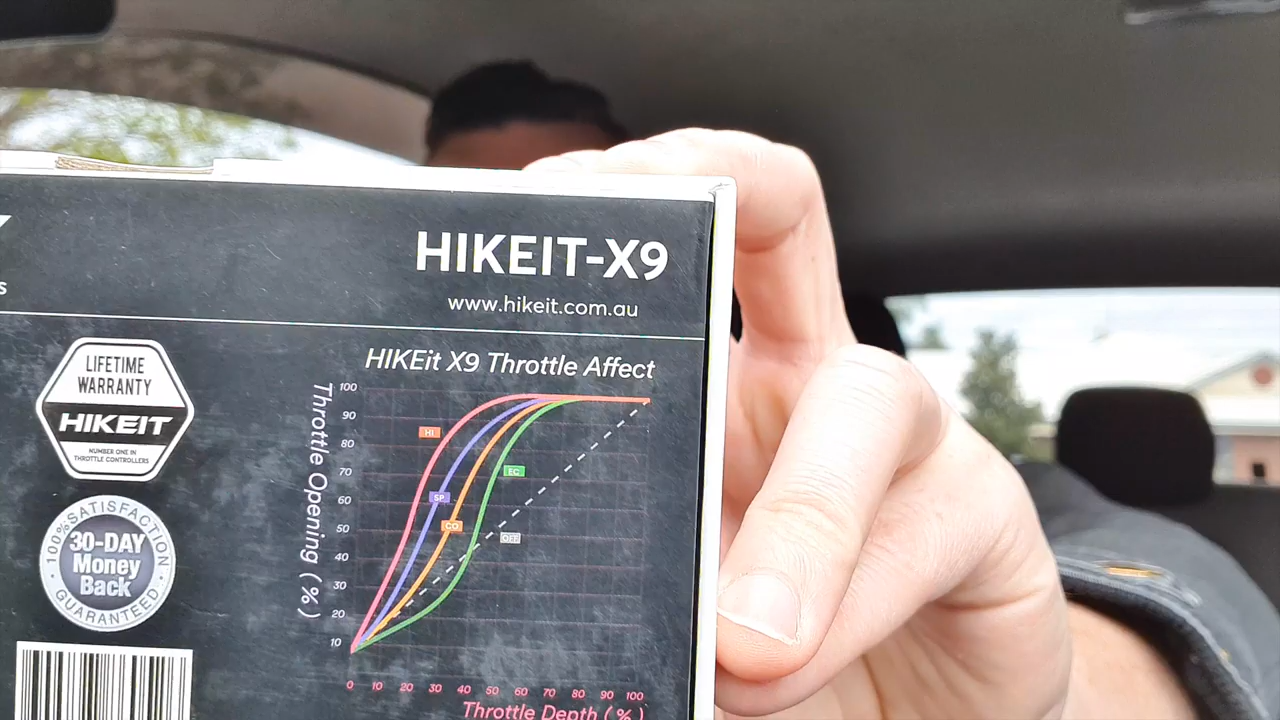 HIKEIT-X9
www.hikeit.com.au
LIFETIME
WARRANTY
HIKEIT
NUMBER ONE IN
THROTTLE CONTROLLERS
100% SATISFACTION
30-DAY
Money
Back
GUARANTEED
HIKEit X9 Throttle Affect
Throttle Opening (%)
100
90
80
70
60
50
40
30
20
10
HI
SP
CO
EC
OFF
0 10 20 30 40 50 60 70 80 90 100
Throttle Depth (%)